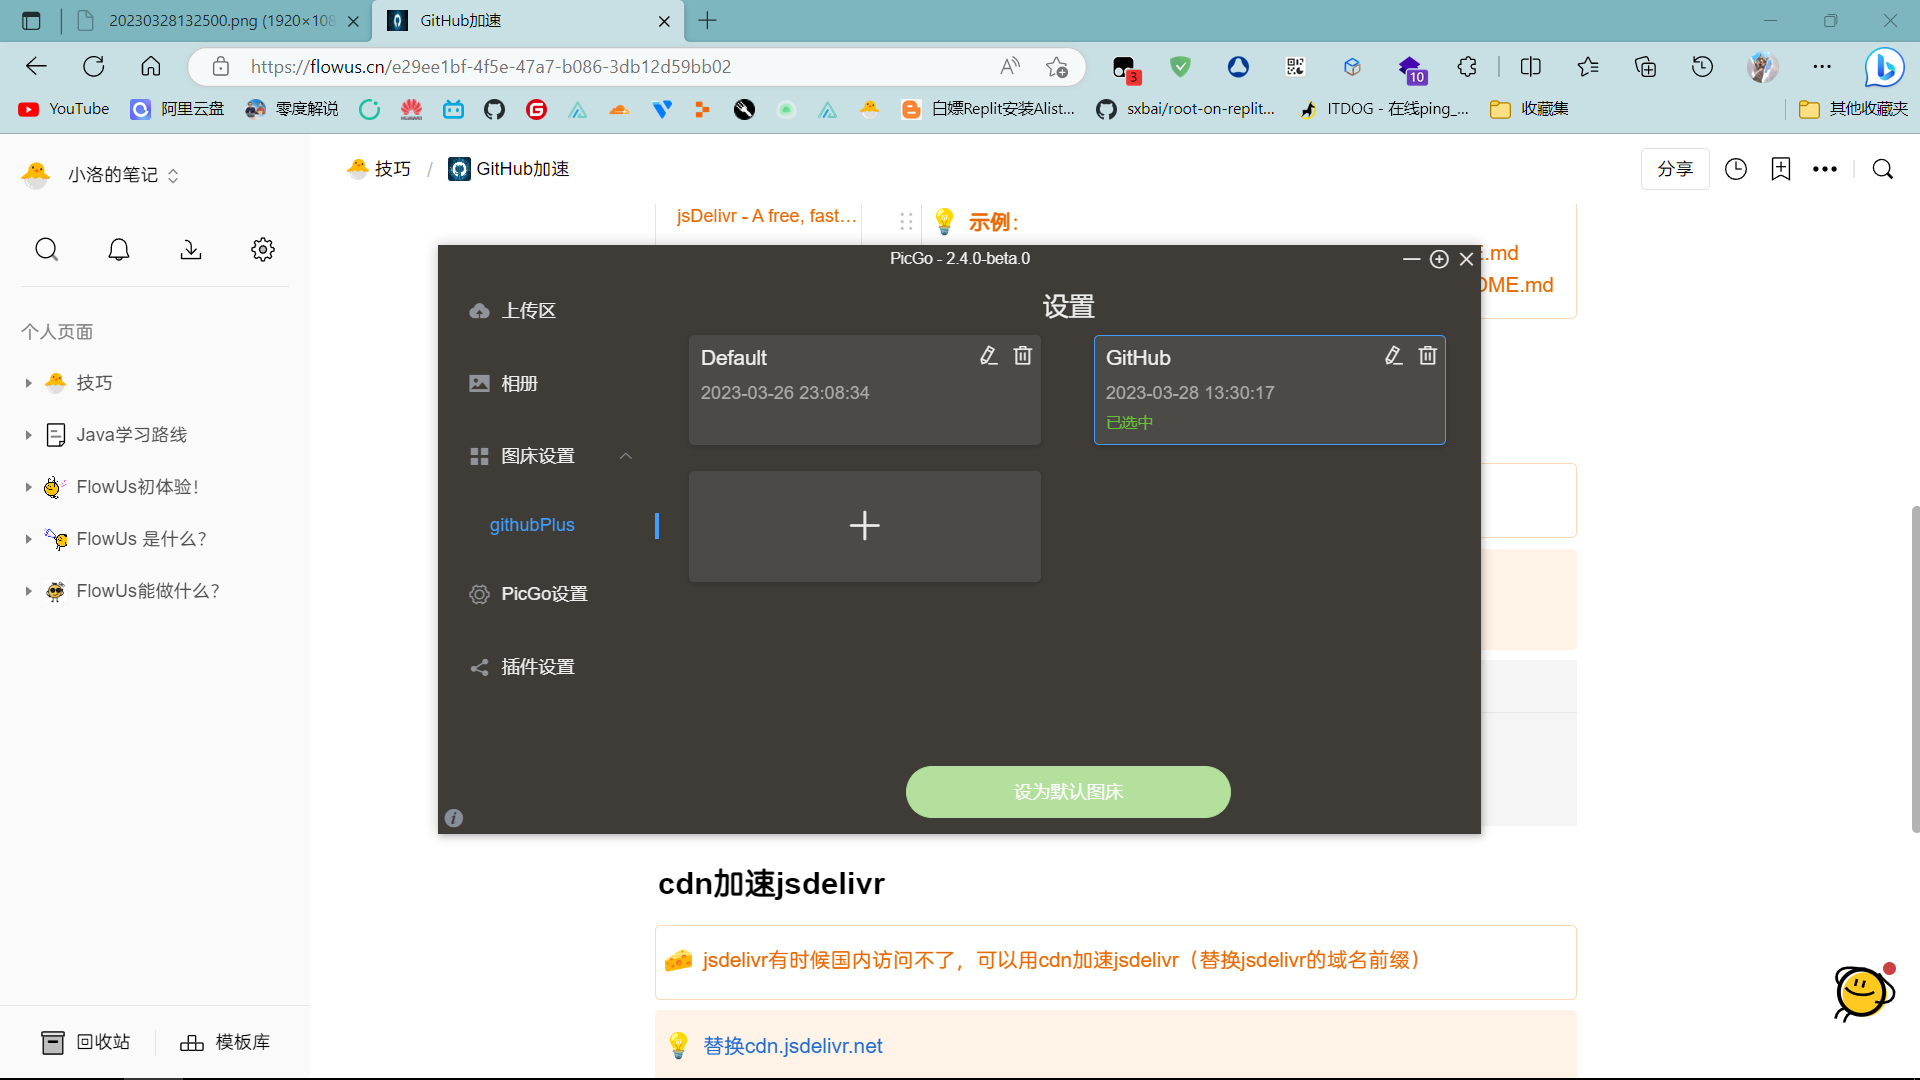 20230328132500.png (1920×108
GitHub加速
https://flowus.cn/e29ee1bf-4f5e-47a7-b086-3db12d59bb02
3
10
YouTube
阿里云盘
零度解说
白嫖Replit安装Alist...
sxbai/root-on-replit...
ITDOG - 在线ping_...
收藏集
其他收藏夹
小洛的笔记
技巧 / GitHub加速
分享
个人页面
技巧
Java学习路线
FlowUs初体验!
FlowUs 是什么?
FlowUs能做什么?
回收站
模板库
jsDelivr - A free, fast...
示例:
E.md
OME.md
PicGo - 2.4.0-beta.0
上传区
相册
图床设置
githubPlus
PicGo设置
插件设置
设置
Default
2023-03-26 23:08:34
GitHub
2023-03-28 13:30:17
已选中
设为默认图床
cdn加速jsdelivr
jsdelivr有时候国内访问不了，可以用cdn加速jsdelivr（替换jsdelivr的域名前缀）
替换cdn.jsdelivr.net